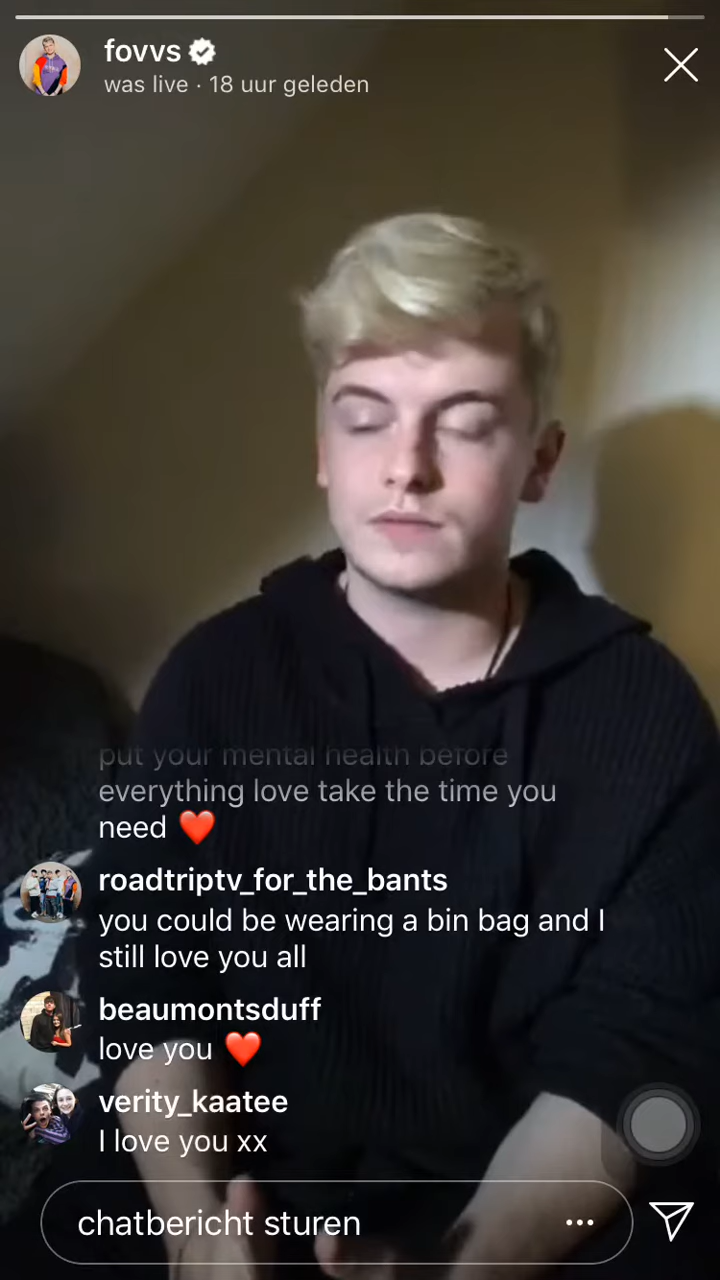 fovvs
was live · 18 uur geleden
put your mental health before
everything love take the time you
need ❤️
roadtriptv_for_the_bants
you could be wearing a bin bag and I
still love you all
beaumontsduff
love you ❤️
verity_kaatee
I love you xx
chatbericht sturen